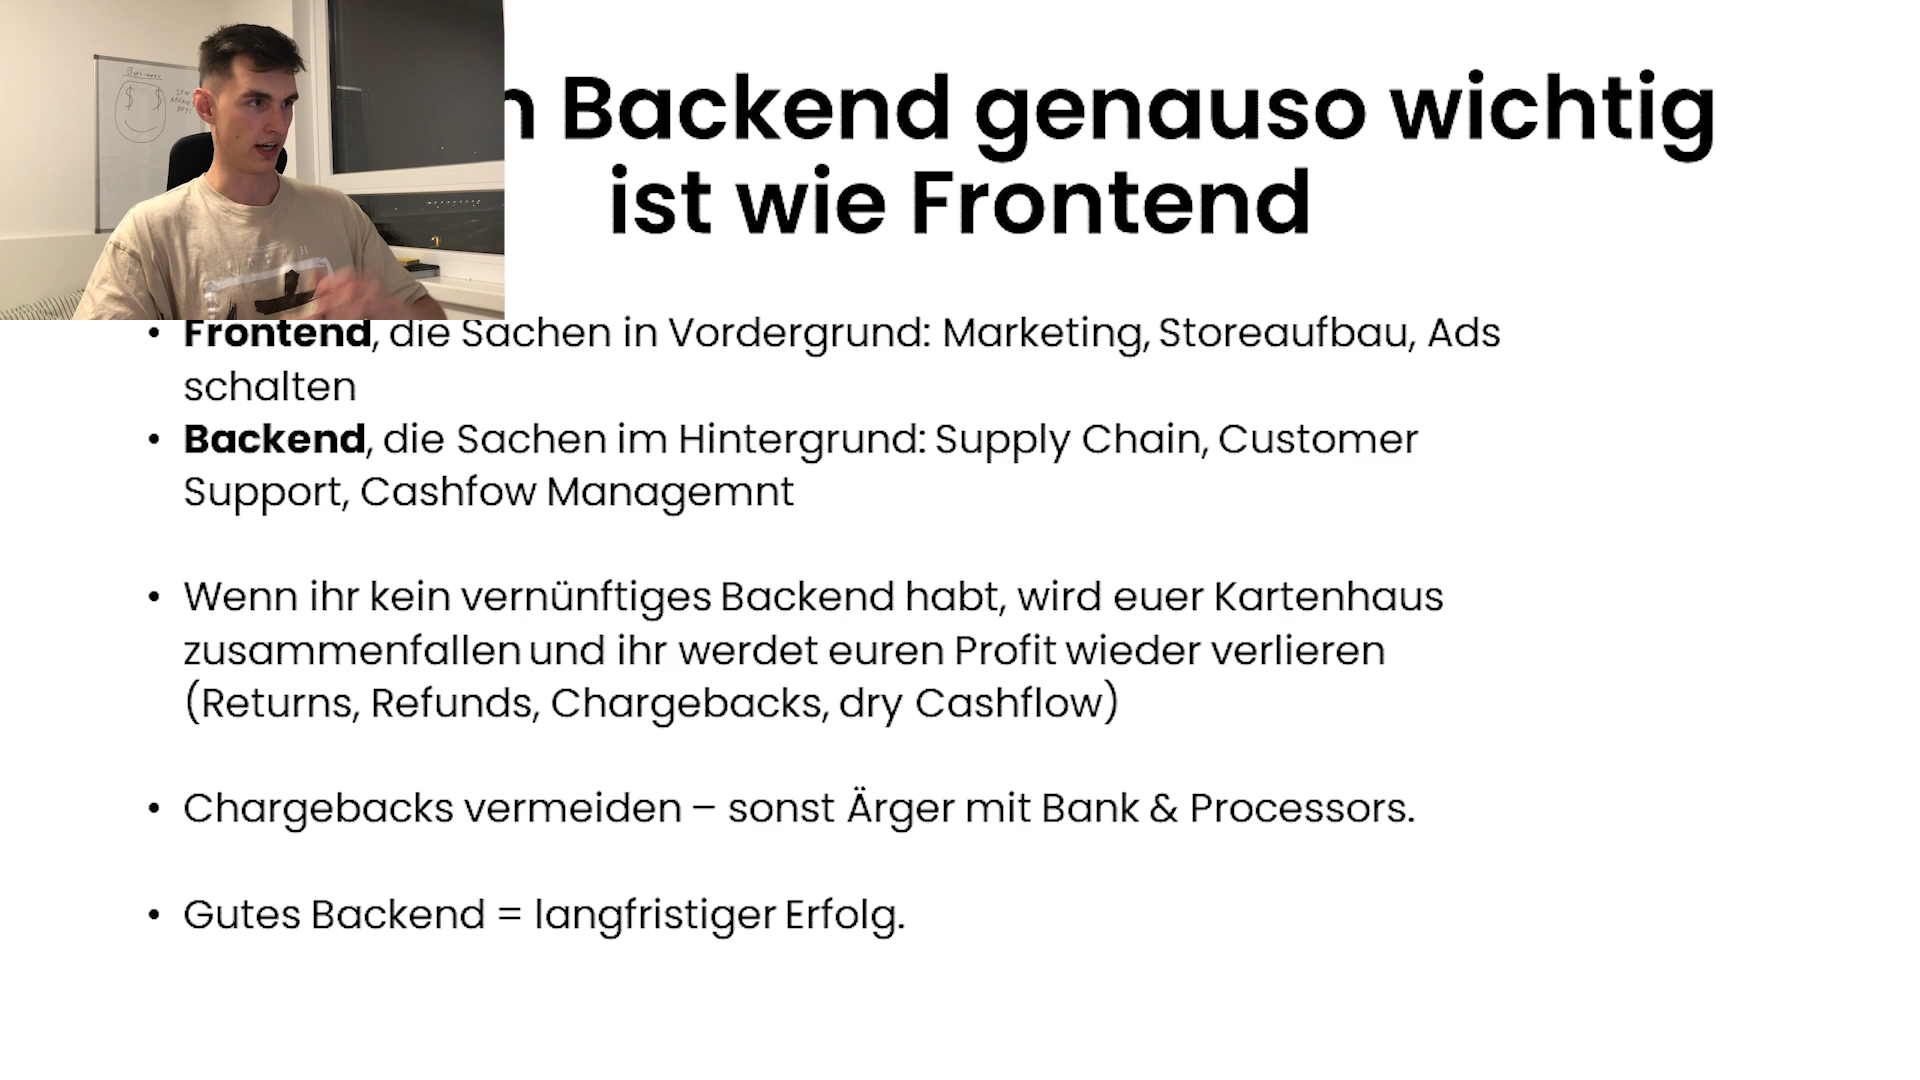 Business
n Backend genauso wichtig
ist wie Frontend
• Frontend, die Sachen in Vordergrund: Marketing, Storeaufbau, Ads
schalten
• Backend, die Sachen im Hintergrund: Supply Chain, Customer
Support, Cashfow Managemnt
• Wenn ihr kein vernünftiges Backend habt, wird euer Kartenhaus
zusammenfallen und ihr werdet euren Profit wieder verlieren
(Returns, Refunds, Chargebacks, dry Cashflow)
• Chargebacks vermeiden – sonst Ärger mit Bank & Processors.
• Gutes Backend = langfristiger Erfolg.